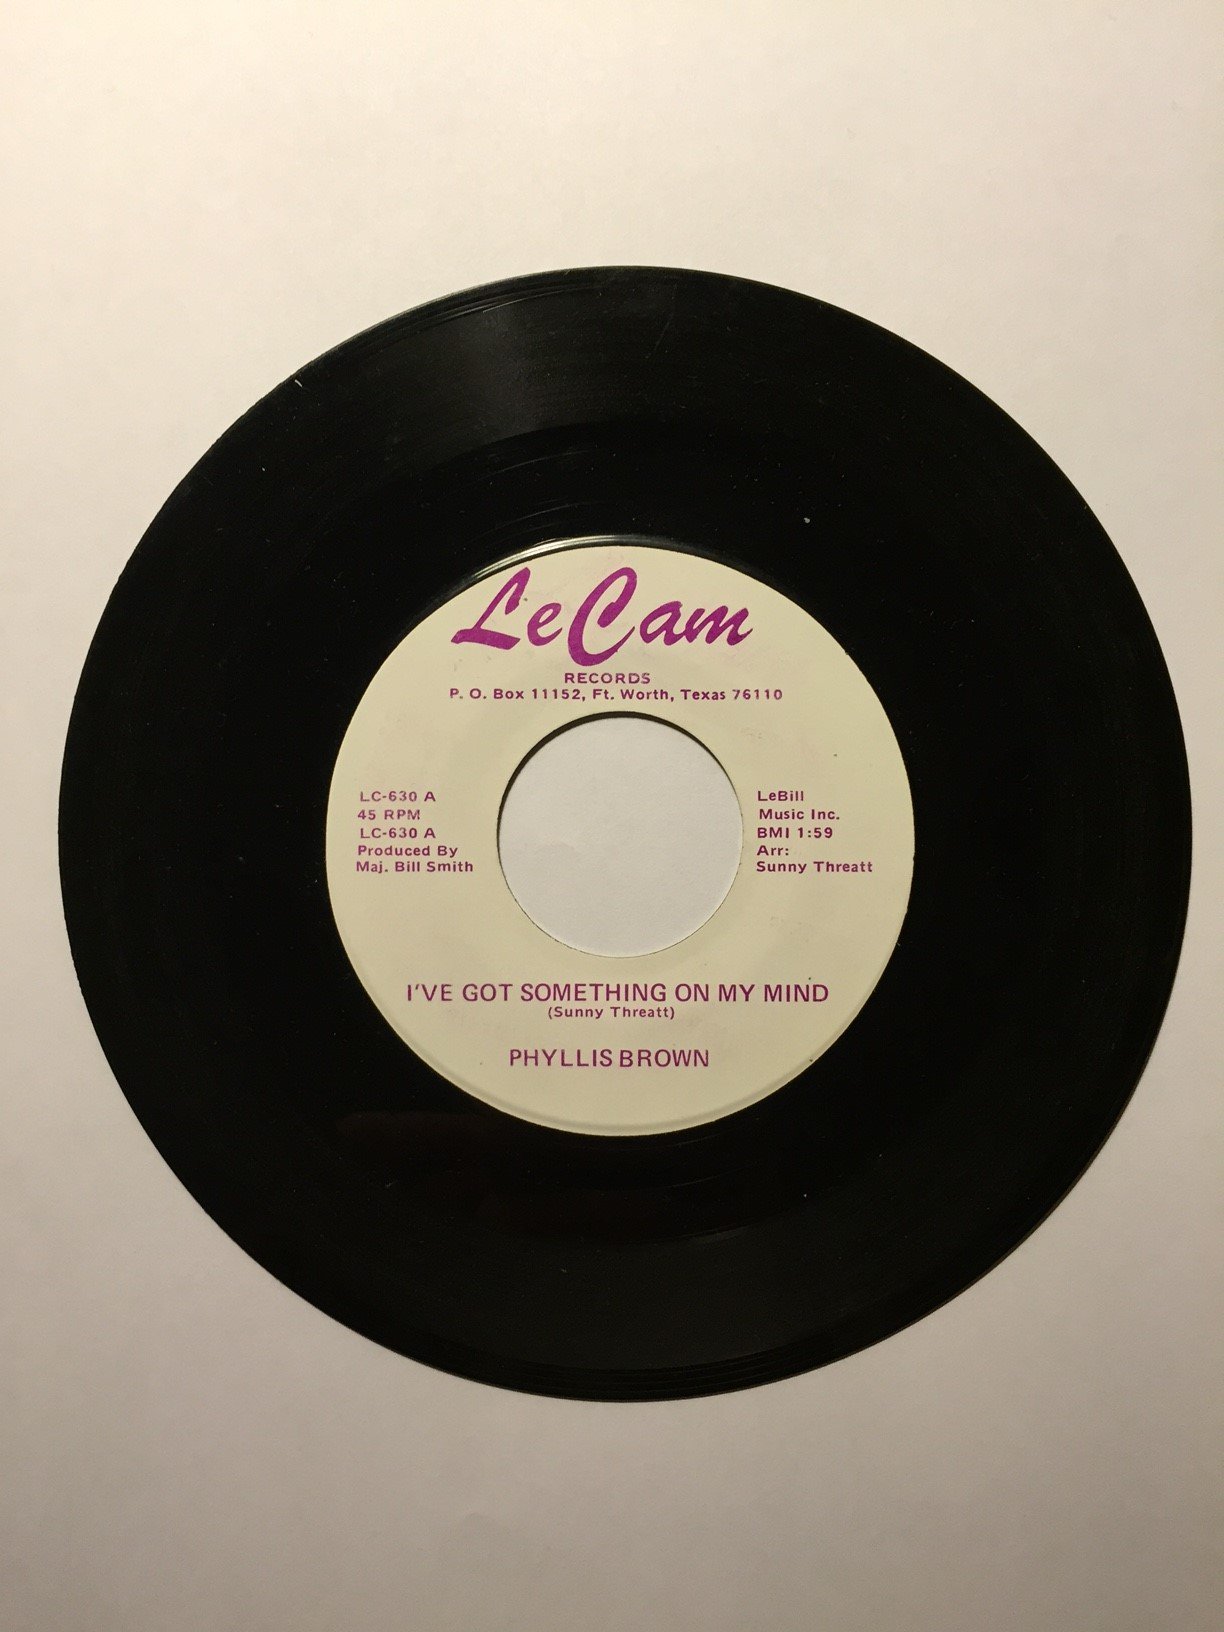 LeCam
RECORDS
P. O. Box 11152, Ft. Worth, Texas 76110
LC-630 A
45 RPM
LC-630 A
Produced By
Maj. Bill Smith
LeBill
Music Inc.
BMI 1:59
Arr:
Sunny Threatt
I'VE GOT SOMETHING ON MY MIND
(Sunny Threatt)
PHYLLIS BROWN